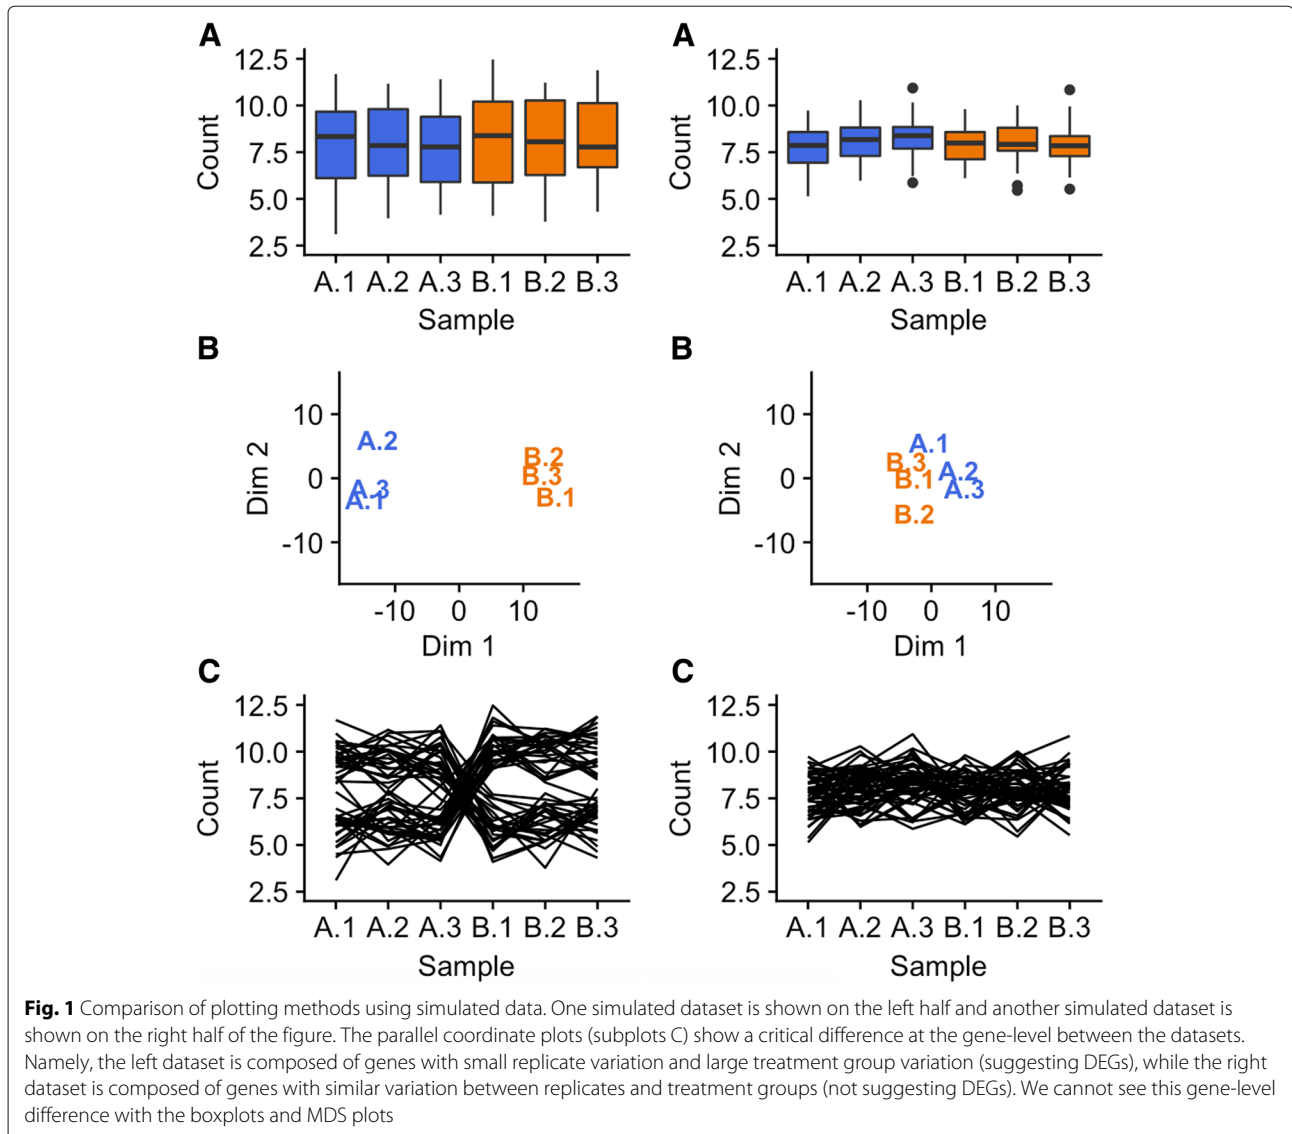 A
12.5
10.0
7.5
5.0
2.5
Count
A.1 A.2 A.3 B.1 B.2 B.3
Sample
A
12.5
10.0
7.5
5.0
2.5
Count
A.1 A.2 A.3 B.1 B.2 B.3
Sample
B
10
0
-10
Dim 2
A.2
A.3
A.1
B.2
B.3
B.1
-10 0 10
Dim 1
B
10
0
-10
Dim 2
A.1
B.3
A.2
B.1
A.3
B.2
-10 0 10
Dim 1
C
12.5
10.0
7.5
5.0
2.5
Count
A.1 A.2 A.3 B.1 B.2 B.3
Sample
C
12.5
10.0
7.5
5.0
2.5
Count
A.1 A.2 A.3 B.1 B.2 B.3
Sample
Fig. 1 Comparison of plotting methods using simulated data. One simulated dataset is shown on the left half and another simulated dataset is
shown on the right half of the figure. The parallel coordinate plots (subplots C) show a critical difference at the gene-level between the datasets.
Namely, the left dataset is composed of genes with small replicate variation and large treatment group variation (suggesting DEGs), while the right
dataset is composed of genes with similar variation between replicates and treatment groups (not suggesting DEGs). We cannot see this gene-level
difference with the boxplots and MDS plots